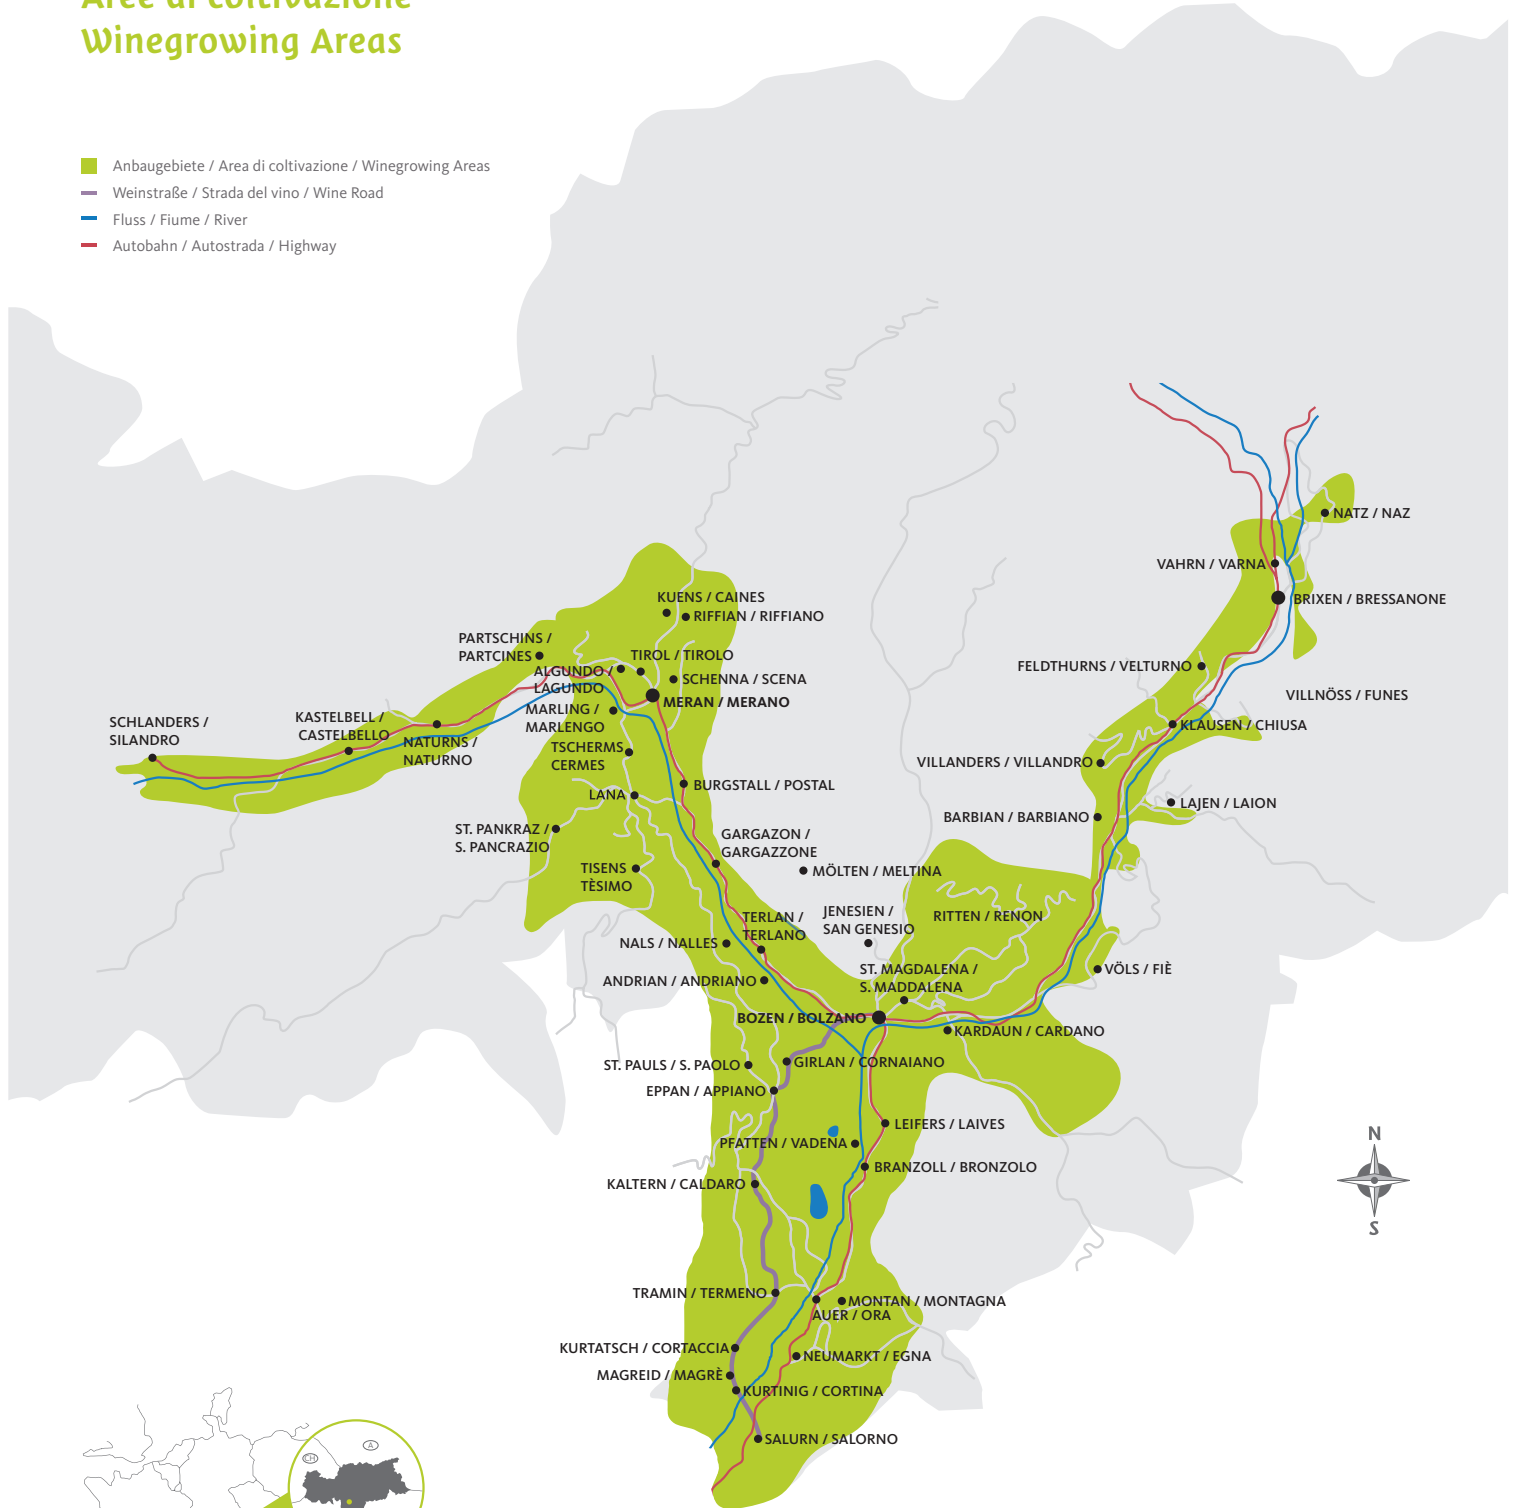 Aree di coltivazione
Winegrowing Areas
Anbaugebiete / Area di coltivazione / Winegrowing Areas
Weinstraße / Strada del vino / Wine Road
Fluss / Fiume / River
Autobahn / Autostrada / Highway
NATZ / NAZ
VAHRN / VARNA
BRIXEN / BRESSANONE
KUENS / CAINES
RIFFIAN / RIFFIANO
PARTSCHINS /
PARTCINES
TIROL / TIROLO
ALGUNDO /
LAGUNDO
SCHENNA / SCENA
FELDTHURNS / VELTURNO
VILLNÖSS / FUNES
MERAN / MERANO
MARLING /
MARLENGO
SCHLANDERS /
SILANDRO
KASTELBELL /
CASTELBELLO
NATURNS /
NATURNO
KLAUSEN / CHIUSA
TSCHERMS
CERMES
VILLANDERS / VILLANDRO
BURGSTALL / POSTAL
LANA
LAJEN / LAION
BARBIAN / BARBIANO
ST. PANKRAZ /
S. PANCRAZIO
GARGAZON /
GARGAZZONE
TISENS
TÈSIMO
MÖLTEN / MELTINA
TERLAN /
TERLANO
JENESIEN /
SAN GENESIO
RITTEN / RENON
NALS / NALLES
ST. MAGDALENA /
S. MADDALENA
VÖLS / FIÈ
ANDRIAN / ANDRIANO
BOZEN / BOLZANO
KARDAUN / CARDANO
ST. PAULS / S. PAOLO
GIRLAN / CORNAIANO
EPPAN / APPIANO
LEIFERS / LAIVES
PFATTEN / VADENA
BRANZOLL / BRONZOLO
KALTERN / CALDARO
N
S
TRAMIN / TERMENO
MONTAN / MONTAGNA
AUER / ORA
KURTATSCH / CORTACCIA
NEUMARKT / EGNA
MAGREID / MAGRÈ
KURTINIG / CORTINA
SALURN / SALORNO
A
CH